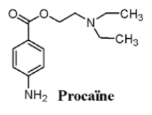 O
O
N
CH₃
CH₃
NH₂ Procaïne